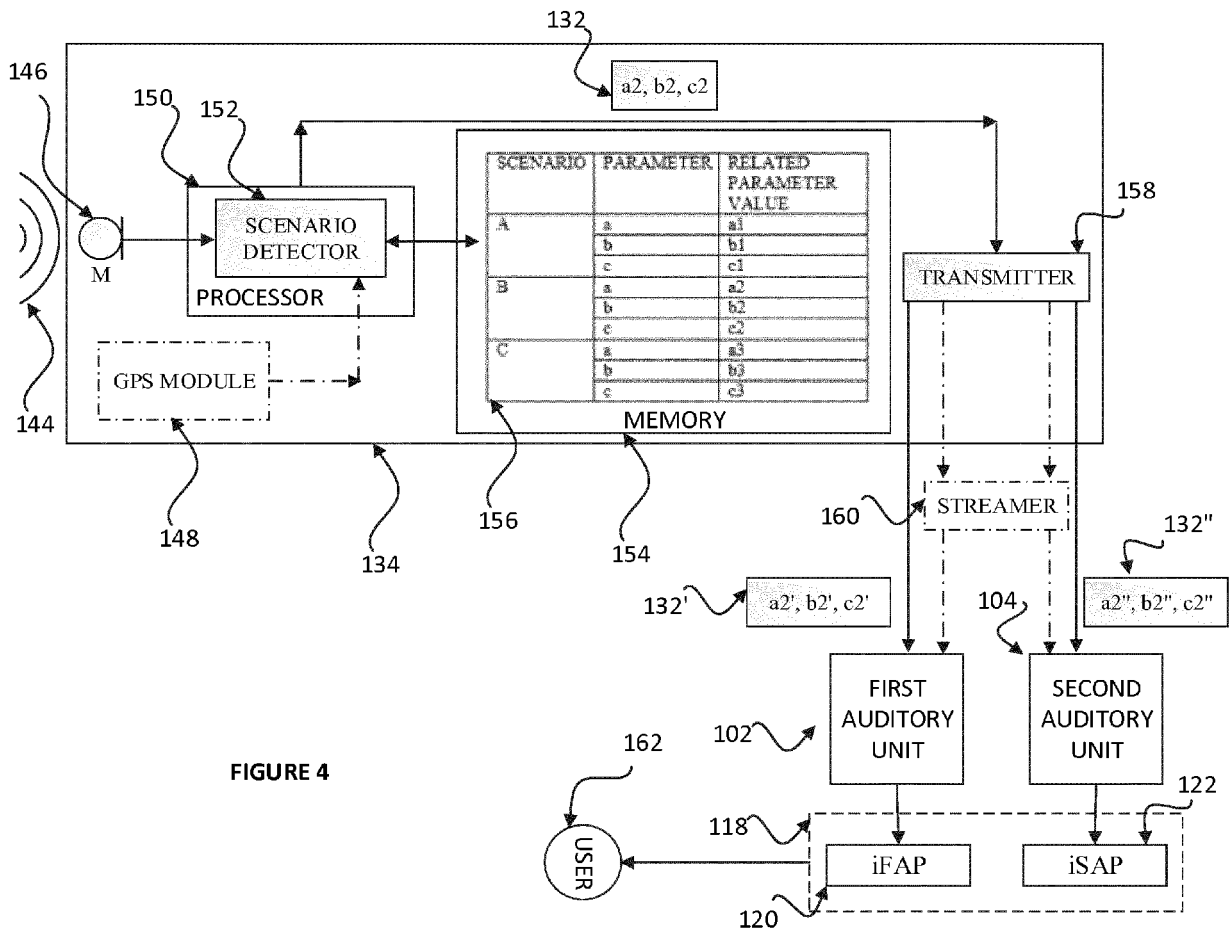 132
146
a2, b2, c2
150
152
SCENARIO PARAMETER RELATED PARAMETER VALUE
A a a1
b b1
c c1
B a a2
b b2
c c2
C a a3
b b3
c c3
158
SCENARIO
DETECTOR
M
PROCESSOR
TRANSMITTER
GPS MODULE
MEMORY
144
148
134
156
154
160
STREAMER
132"
132'
a2', b2', c2'
104
a2", b2", c2"
FIRST
AUDITORY
UNIT
SECOND
AUDITORY
UNIT
102
FIGURE 4
162
122
118
USER
iFAP
iSAP
120